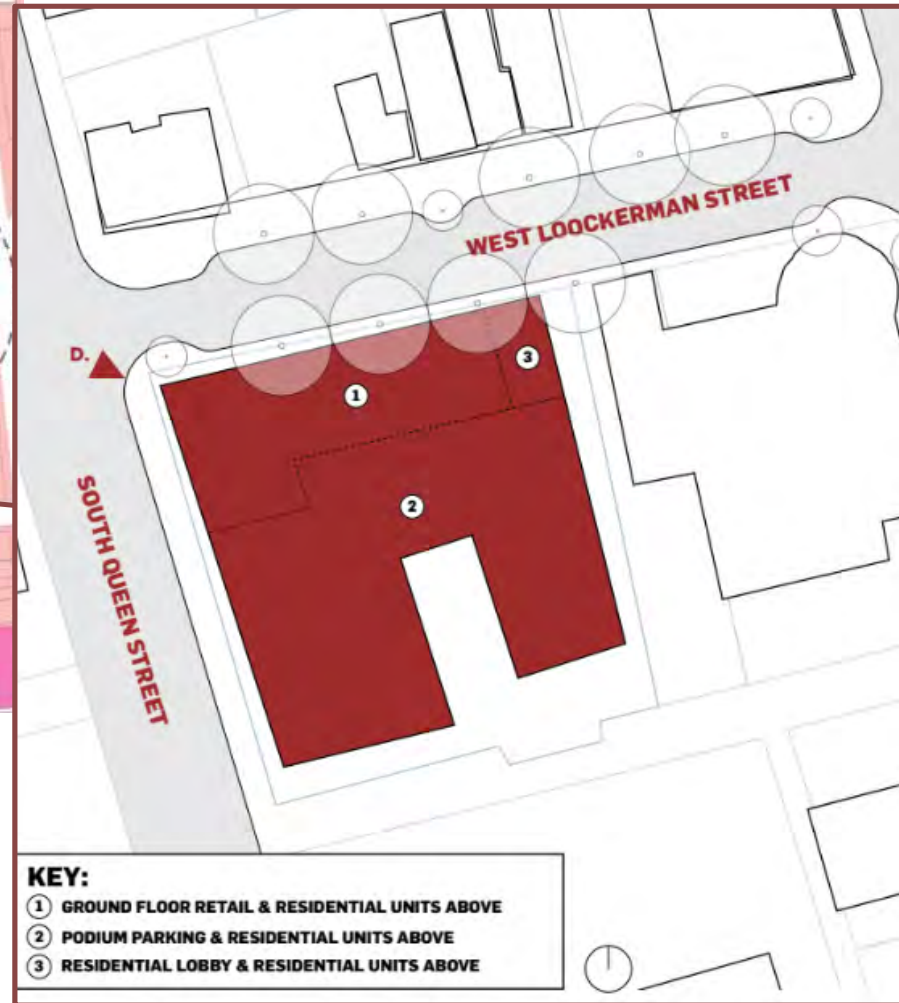 WEST LOOCKERMAN STREET
D.
3
1
2
SOUTH QUEEN STREET
KEY:
1 GROUND FLOOR RETAIL & RESIDENTIAL UNITS ABOVE
2 PODIUM PARKING & RESIDENTIAL UNITS ABOVE
3 RESIDENTIAL LOBBY & RESIDENTIAL UNITS ABOVE